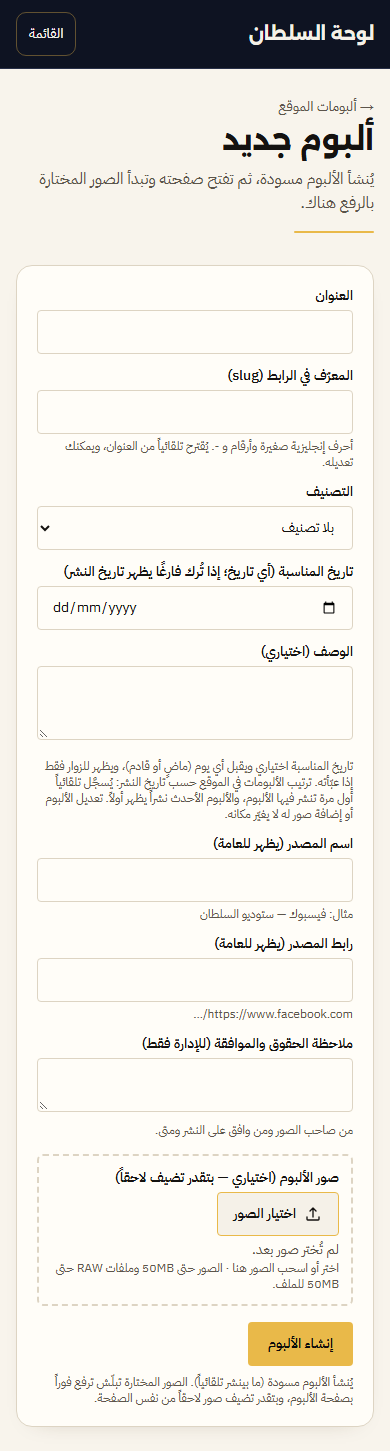 لوحة السلطان
القائمة
→ ألبومات الموقع
ألبوم جديد
يُنشأ الألبوم مسودة، ثم تفتح صفحته وتبدأ الصور المختارة
بالرفع هناك.
العنوان
المعرّف في الرابط (slug)
أحرف إنجليزية صغيرة وأرقام و -. يُقترح تلقائياً من العنوان، ويمكنك
تعديله.
التصنيف
بلا تصنيف
تاريخ المناسبة (أي تاريخ؛ إذا تُرك فارغًا يظهر تاريخ النشر)
dd/mm/yyyy
الوصف (اختياري)
تاريخ المناسبة اختياري ويقبل أي يوم (ماضٍ أو قادم)، ويظهر للزوار فقط
إذا عبّأته. ترتيب الألبومات في الموقع حسب تاريخ النشر: يُسجَّل تلقائياً
أول مرة تنشر فيها الألبوم، والألبوم الأحدث نشراً يظهر أولاً. تعديل الألبوم
أو إضافة صور له لا يغيّر مكانه.
اسم المصدر (يظهر للعامة)
مثال: فيسبوك — ستوديو السلطان
رابط المصدر (يظهر للعامة)
https://www.facebook.com/...
ملاحظة الحقوق والموافقة (للإدارة فقط)
من صاحب الصور ومن وافق على النشر ومتى.
صور الألبوم (اختياري — بتقدر تضيف لاحقاً)
اختيار الصور
لم تُختر صور بعد.
اختر أو اسحب الصور هنا · الصور حتى 50MB وملفات RAW حتى
50MB للملف.
إنشاء الألبوم
يُنشأ الألبوم مسودة (ما بينشر تلقائياً). الصور المختارة تبلّش ترفع فوراً
بصفحة الألبوم، وبتقدر تضيف صور لاحقاً من نفس الصفحة.